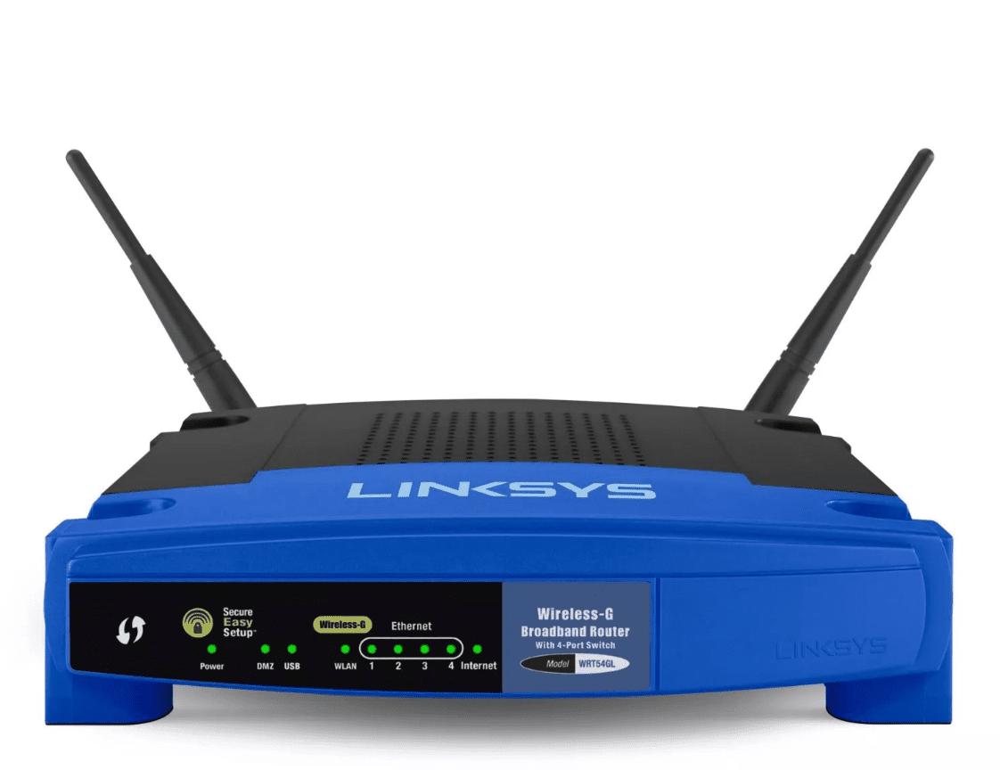 LINKSYS
Secure
Easy
Setup™
Wireless-G
Ethernet
Power
DMZ
USB
WLAN
1
2
3
4
Internet
Wireless-G
Broadband Router
With 4-Port Switch
Model WRT54GL
LINKSYS